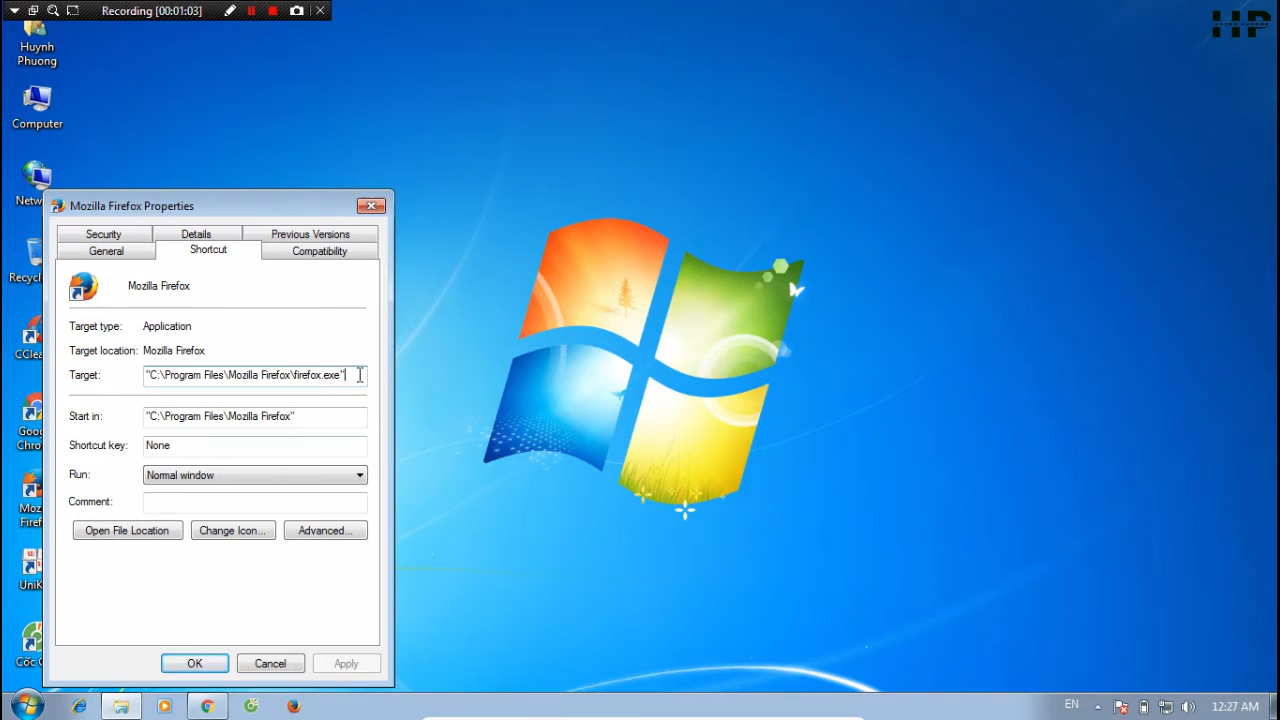 Recording [00:01:03]
HP
Huynh
Phuong
Computer
Netw
Recycl
CClea
Goog
Chro
Moz
Firef
UniK
Cốc C
Mozilla Firefox Properties
Security
Details
Previous Versions
General
Shortcut
Compatibility
Mozilla Firefox
Target type:
Application
Target location:
Mozilla Firefox
Target:
"C:\Program Files\Mozilla Firefox\firefox.exe"
Start in:
"C:\Program Files\Mozilla Firefox"
Shortcut key:
None
Run:
Normal window
Comment:
Open File Location
Change Icon...
Advanced...
OK
Cancel
Apply
EN
12:27 AM